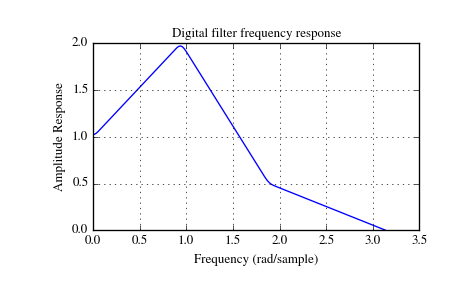 Digital filter frequency response
Amplitude Response
2.0
1.5
1.0
0.5
0.0
0.0 0.5 1.0 1.5 2.0 2.5 3.0 3.5
Frequency (rad/sample)